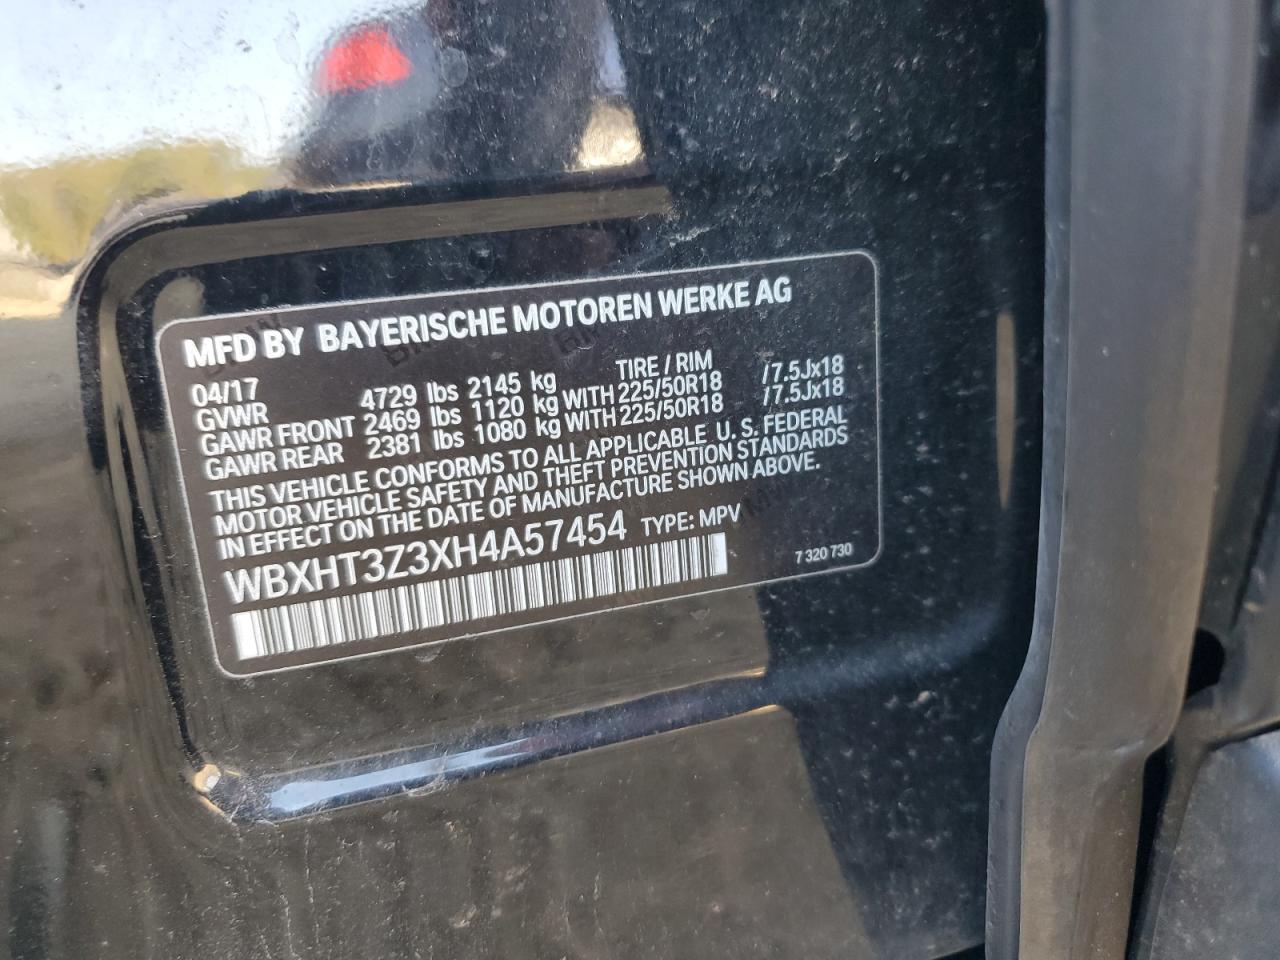 MFD BY BAYERISCHE MOTOREN WERKE AG
04/17 TIRE / RIM
GVWR 4729 lbs 2145 kg
GAWR FRONT 2469 lbs 1120 kg WITH 225/50R18 /7.5Jx18
GAWR REAR 2381 lbs 1080 kg WITH 225/50R18 /7.5Jx18
THIS VEHICLE CONFORMS TO ALL APPLICABLE U. S. FEDERAL
MOTOR VEHICLE SAFETY AND THEFT PREVENTION STANDARDS
IN EFFECT ON THE DATE OF MANUFACTURE SHOWN ABOVE.
WBXHT3Z3XH4A57454 TYPE: MPV
7 320 730